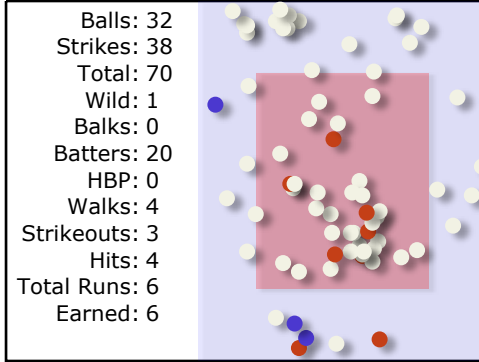 Balls: 32
Strikes: 38
Total: 70
Wild: 1
Balks: 0
Batters: 20
HBP: 0
Walks: 4
Strikeouts: 3
Hits: 4
Total Runs: 6
Earned: 6